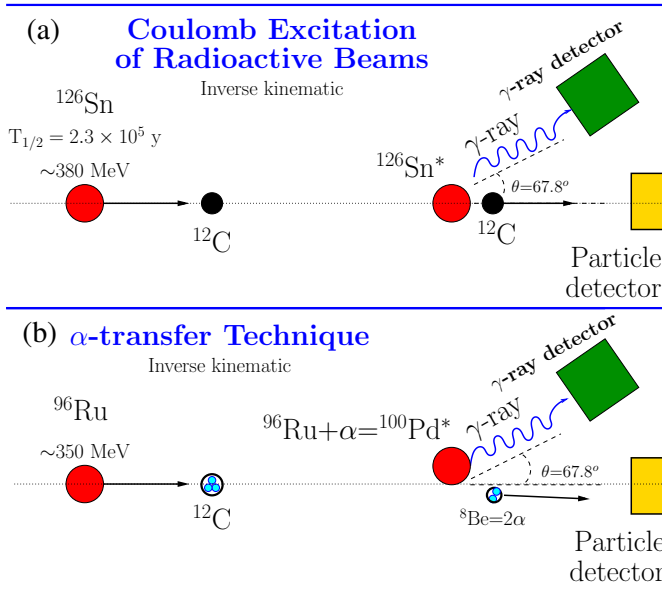 (a) Coulomb Excitation
of Radioactive Beams
Inverse kinematic
¹²⁶Sn
T₁/₂ = 2.3 × 10⁵ y
~380 MeV
¹²C
¹²⁶Sn*
γ-ray
γ-ray detector
θ=67.8°
¹²C
Particle
detector
(b) α-transfer Technique
Inverse kinematic
⁹⁶Ru
~350 MeV
¹²C
⁹⁶Ru+α=¹⁰⁰Pd*
γ-ray
γ-ray detector
θ=67.8°
⁸Be=2α
Particle
detector